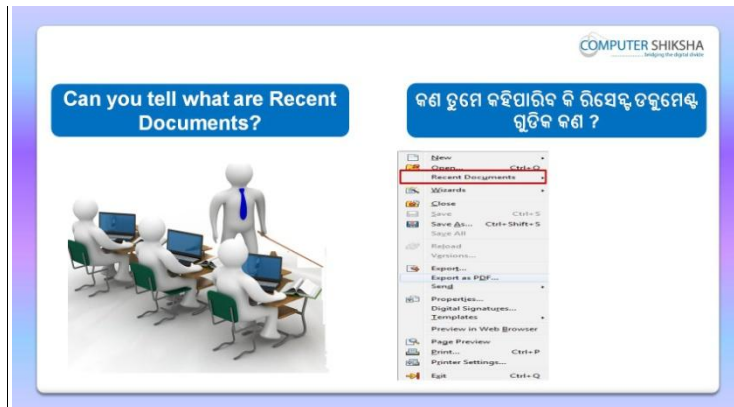 COMPUTER SHIKSHA
bridging the digital divide
Can you tell what are Recent
Documents?
କଣ ତୁମେ କହିପାରିବ କି ରିସେଣ୍ଟ ଡକୁମେଣ୍ଟ
ଗୁଡିକ କଣ ?
New
Open... Ctrl+O
Recent Documents
Wizards
Close
Save Ctrl+S
Save As... Ctrl+Shift+S
Save All
Reload
Versions...
Export...
Export as PDF...
Send
Properties...
Digital Signatures...
Templates
Preview in Web Browser
Page Preview
Print... Ctrl+P
Printer Settings...
Exit Ctrl+Q